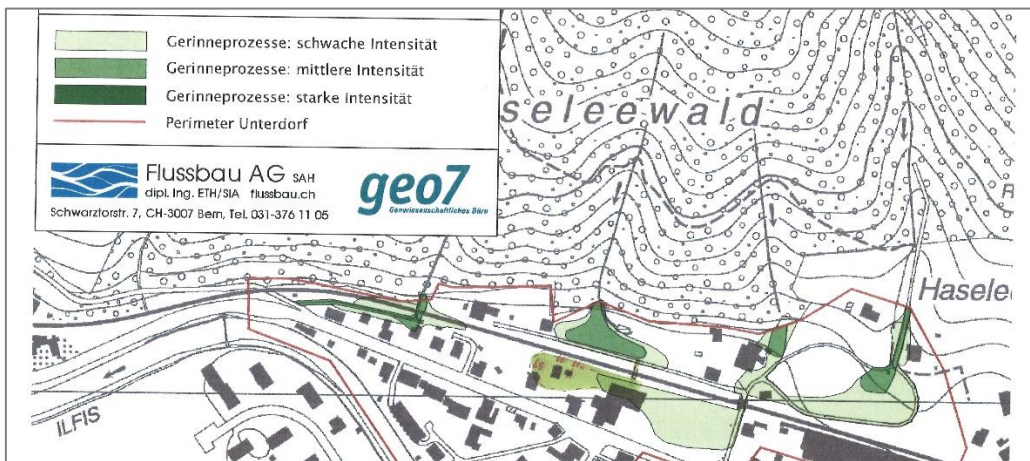 Gerinneprozesse: schwache Intensität
Gerinneprozesse: mittlere Intensität
Gerinneprozesse: starke Intensität
Perimeter Unterdorf
Flussbau AG SAH
dipl. Ing. ETH/SIA flussbau.ch
Schwarztorstr. 7, CH-3007 Bern, Tel. 031-376 11 05
geo7
Geowissenschaftliches Büro
seleewald
Hasele
ILFIS